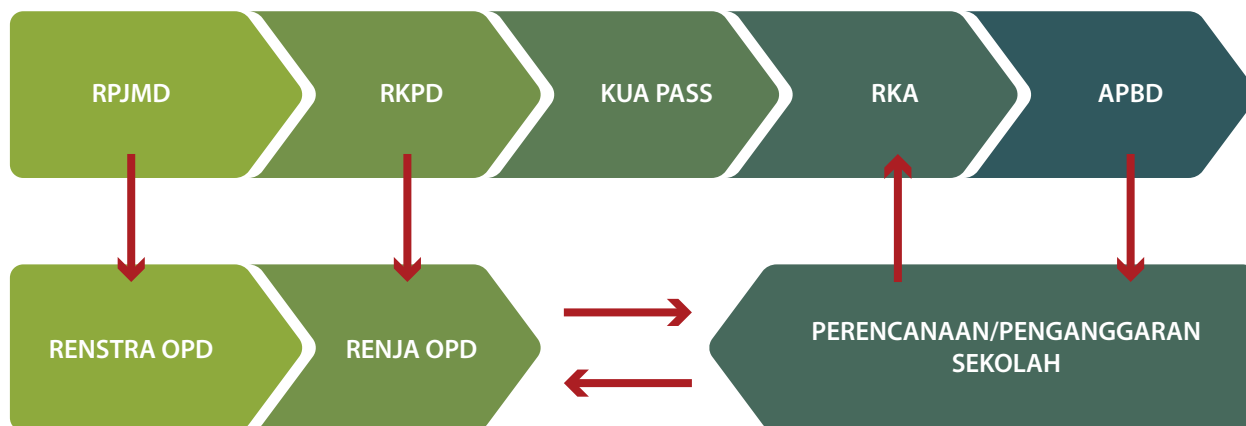 RPJMD
RKPD
KUA PASS
RKA
APBD
RENSTRA OPD
RENJA OPD
PERENCANAAN/PENGANGGARAN
SEKOLAH